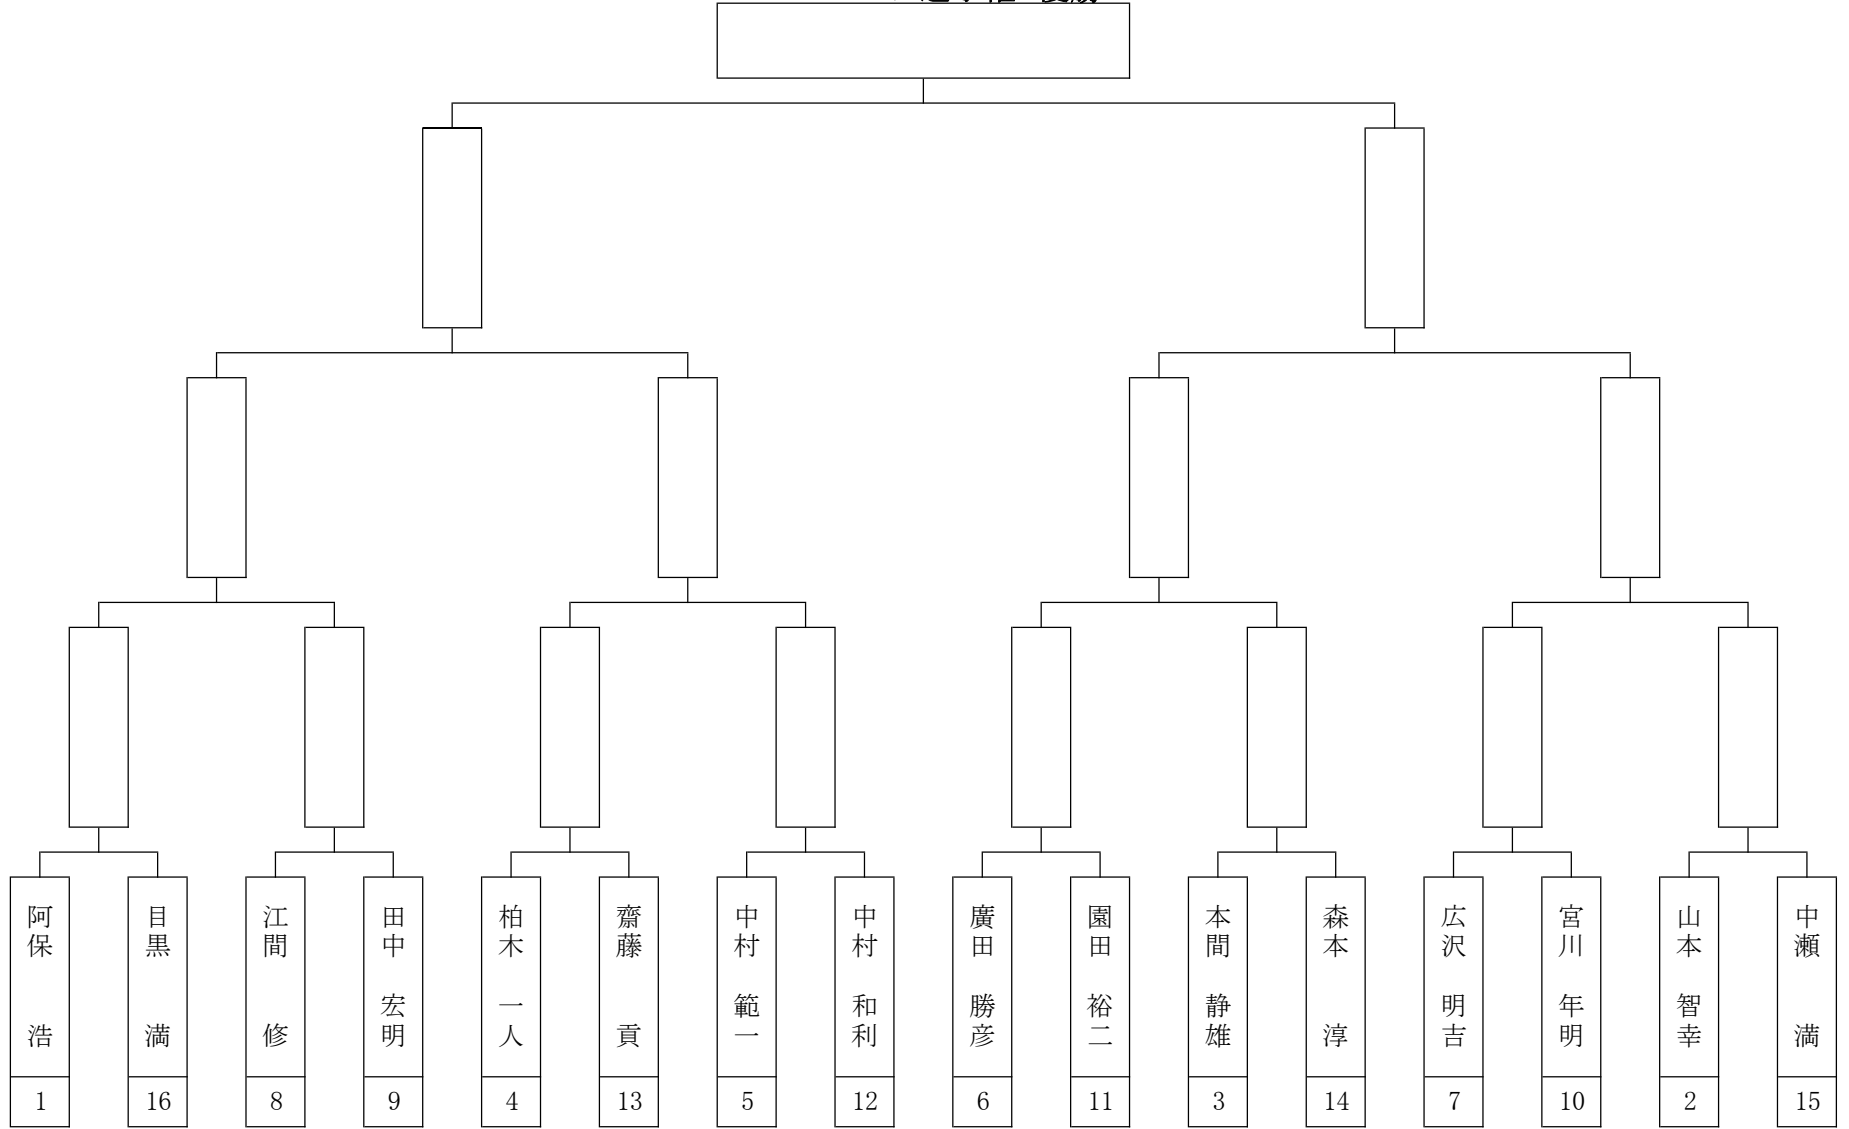 阿保 浩
目黒 満
江間 修
田中 宏明
柏木 一人
齋藤 貢
中村 範一
中村 和利
廣田 勝彦
園田 裕二
本間 静雄
森本 淳
広沢 明吉
宮川 年明
山本 智幸
中瀬 満
1
16
8
9
4
13
5
12
6
11
3
14
7
10
2
15